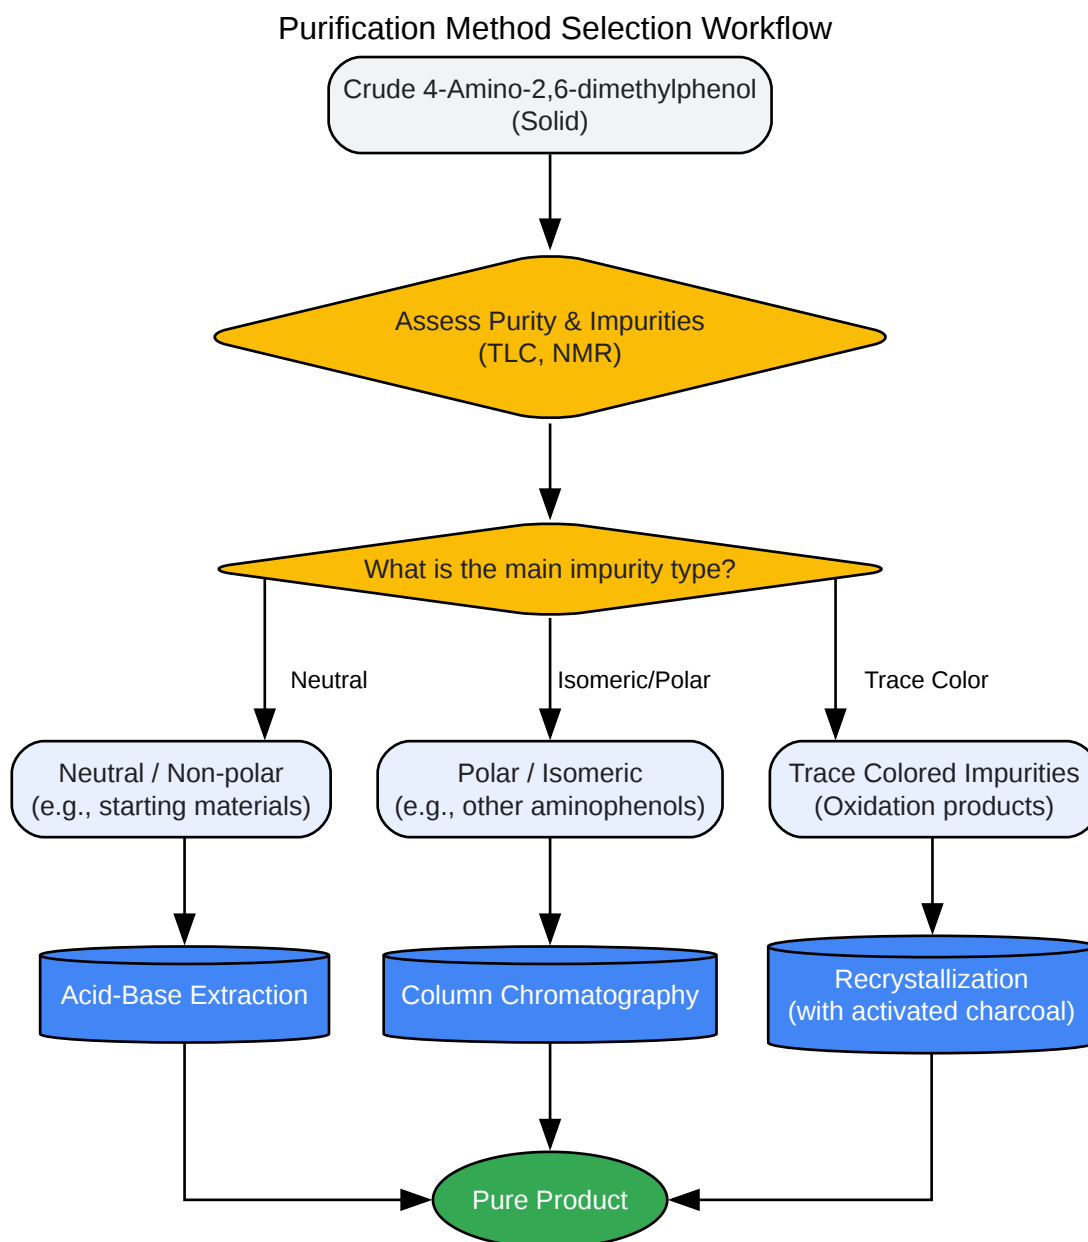 Purification Method Selection Workflow
Crude 4-Amino-2,6-dimethylphenol
(Solid)
Assess Purity & Impurities
(TLC, NMR)
What is the main impurity type?
Neutral
Isomeric/Polar
Trace Color
Neutral / Non-polar
(e.g., starting materials)
Polar / Isomeric
(e.g., other aminophenols)
Trace Colored Impurities
(Oxidation products)
Acid-Base Extraction
Column Chromatography
Recrystallization
(with activated charcoal)
Pure Product